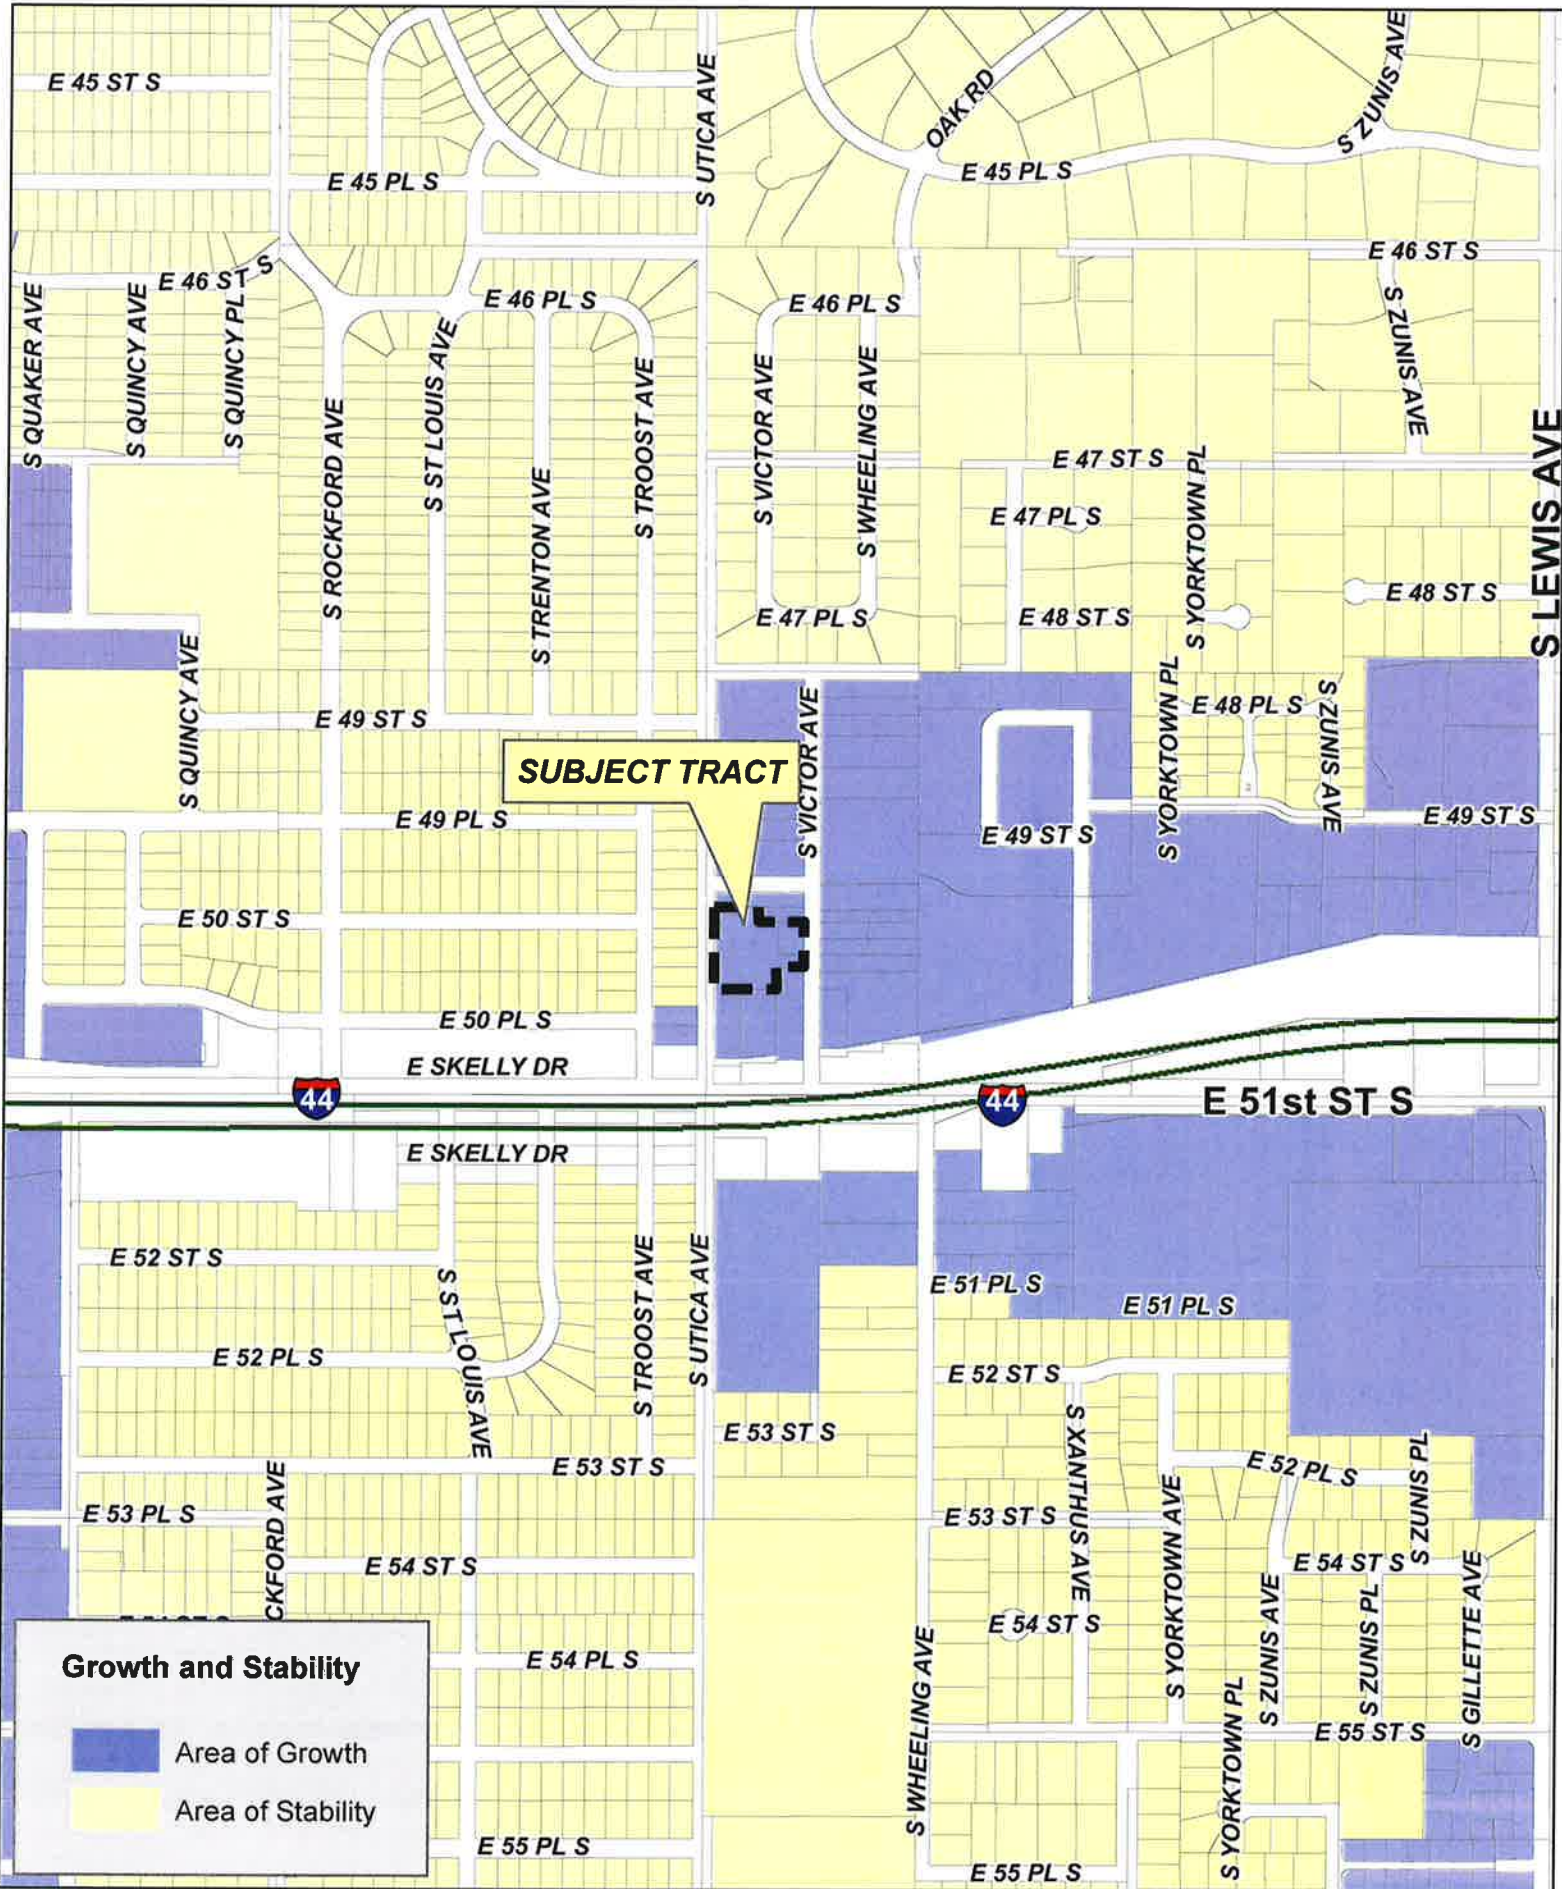 E 45 ST S
S UTICA AVE
OAK RD
S ZUNIS AVE
E 45 PL S
E 45 PL S
E 46 ST S
E 46 ST S
S QUAKER AVE
S QUINCY AVE
S QUINCY PL
E 46 PL S
E 46 PL S
S ZUNIS AVE
S ROCKFORD AVE
S ST LOUIS AVE
S TRENTON AVE
S TROOST AVE
S VICTOR AVE
S WHEELING AVE
E 47 ST S
S YORKTOWN PL
S LEWIS AVE
E 47 PL S
E 48 ST S
E 47 PL S
E 48 ST S
S QUINCY AVE
S YORKTOWN PL
E 48 PL S
S ZUNIS AVE
E 49 ST S
S VICTOR AVE
SUBJECT TRACT
E 49 PL S
E 49 ST S
E 49 ST S
E 50 ST S
E 50 PL S
E SKELLY DR
44
44
E 51st ST S
E SKELLY DR
E 52 ST S
S ST LOUIS AVE
S TROOST AVE
S UTICA AVE
E 51 PL S
E 51 PL S
E 52 PL S
E 52 ST S
S XANTHUS AVE
E 53 ST S
E 53 ST S
E 52 PL S
S ZUNIS PL
E 53 PL S
CKFORD AVE
E 53 ST S
S YORKTOWN AVE
E 54 ST S
E 54 ST S
S ZUNIS AVE
S ZUNIS PL
S GILLETTE AVE
E 54 ST S
S WHEELING AVE
E 54 PL S
S YORKTOWN PL
E 55 ST S
E 55 PL S
E 55 PL S
Growth and Stability
Area of Growth
Area of Stability